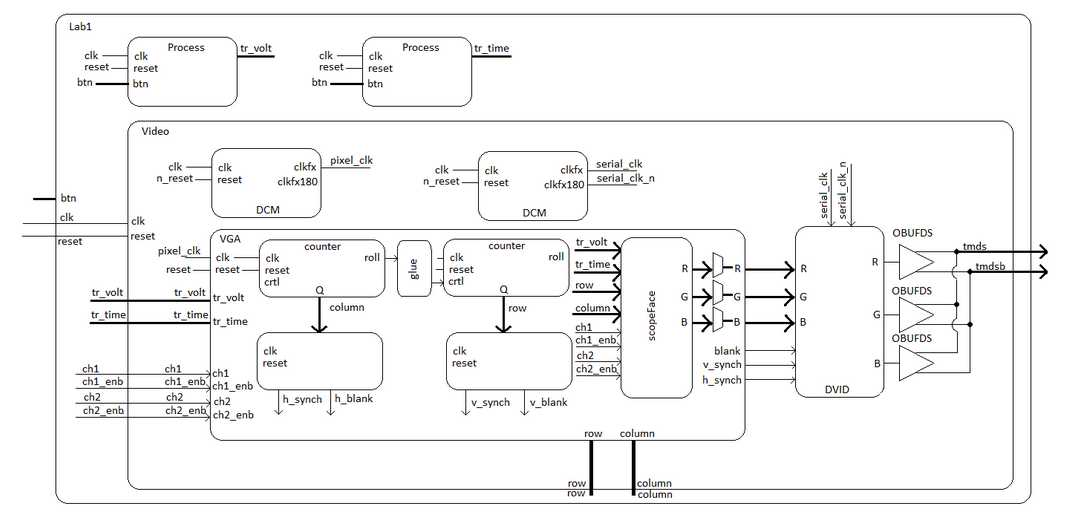 Lab1
Process
clk clk
reset reset
btn btn
tr_volt
Process
clk clk
reset reset
btn btn
tr_time
Video
clk clk
n_reset reset
clkfx
clkfx180
DCM
pixel_clk
clk clk
n_reset reset
clkfx
clkfx180
DCM
serial_clk
serial_clk_n
serial_clk
serial_clk_n
btn
clk clk
reset reset
VGA
pixel_clk clk clk
reset reset reset
crtl
counter
roll
Q
column
glue
counter
clk
reset
crtl
roll
Q
row
tr_volt tr_volt tr_volt
tr_time tr_time tr_time
clk
reset
h_synch h_blank
clk
reset
v_synch v_blank
ch1 ch1 ch1
ch1_enb ch1_enb ch1_enb
ch2 ch2 ch2
ch2_enb ch2_enb ch2_enb
tr_volt
tr_time
row
column
ch1
ch1_enb
ch2
ch2_enb
scopeFace
R R R
G G G
B B B
blank
v_synch
h_synch
R
G
B
DVID
OBUFDS
OBUFDS
OBUFDS
tmds
tmdsb
row column
row column
row column